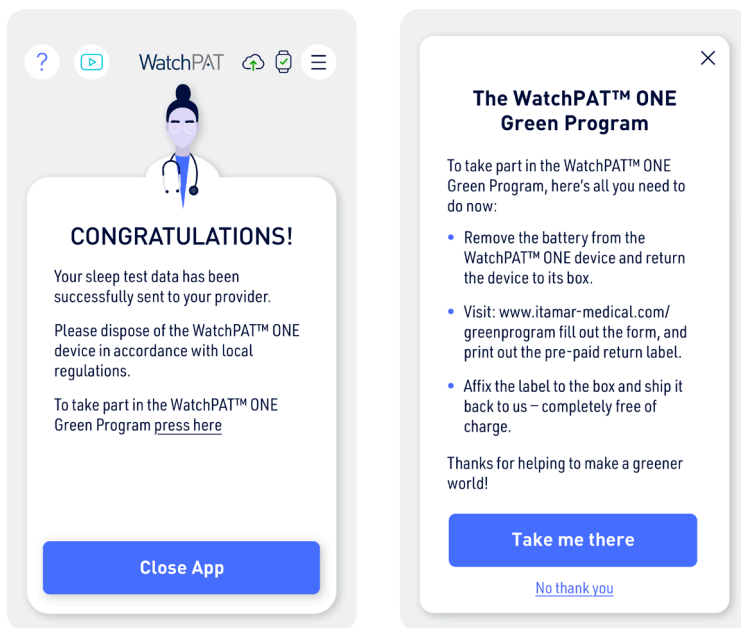 ?
WatchPAT
CONGRATULATIONS!
Your sleep test data has been
successfully sent to your provider.
Please dispose of the WatchPAT™ ONE
device in accordance with local
regulations.
To take part in the WatchPAT™ ONE
Green Program press here
Close App
The WatchPAT™ ONE
Green Program
To take part in the WatchPAT™ ONE
Green Program, here's all you need to
do now:
• Remove the battery from the
WatchPAT™ ONE device and return
the device to its box.
• Visit: www.itamar-medical.com/
greenprogram fill out the form, and
print out the pre-paid return label.
• Affix the label to the box and ship it
back to us – completely free of
charge.
Thanks for helping to make a greener
world!
Take me there
No thank you